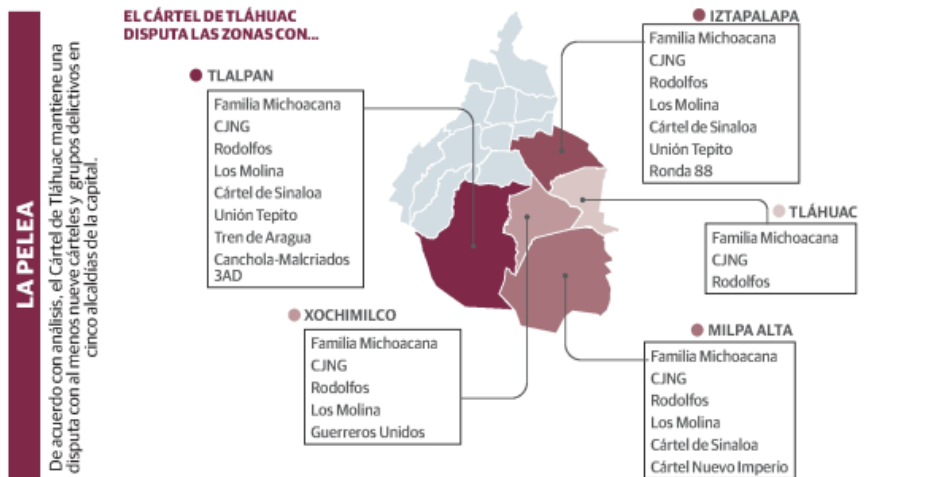 LA PELEA
De acuerdo con análisis, el Cártel de Tláhuac mantiene una
disputa con al menos nueve cárteles y grupos delictivos en
cinco alcaldías de la capital.
EL CÁRTEL DE TLÁHUAC
DISPUTA LAS ZONAS CON...
TLALPAN
Familia Michoacana
CJNG
Rodolfos
Los Molina
Cártel de Sinaloa
Unión Tepito
Tren de Aragua
Canchola-Malcriados
3AD
IZTAPALAPA
Familia Michoacana
CJNG
Rodolfos
Los Molina
Cártel de Sinaloa
Unión Tepito
Ronda 88
TLÁHUAC
Familia Michoacana
CJNG
Rodolfos
XOCHIMILCO
Familia Michoacana
CJNG
Rodolfos
Los Molina
Guerreros Unidos
MILPA ALTA
Familia Michoacana
CJNG
Rodolfos
Los Molina
Cártel de Sinaloa
Cártel Nuevo Imperio